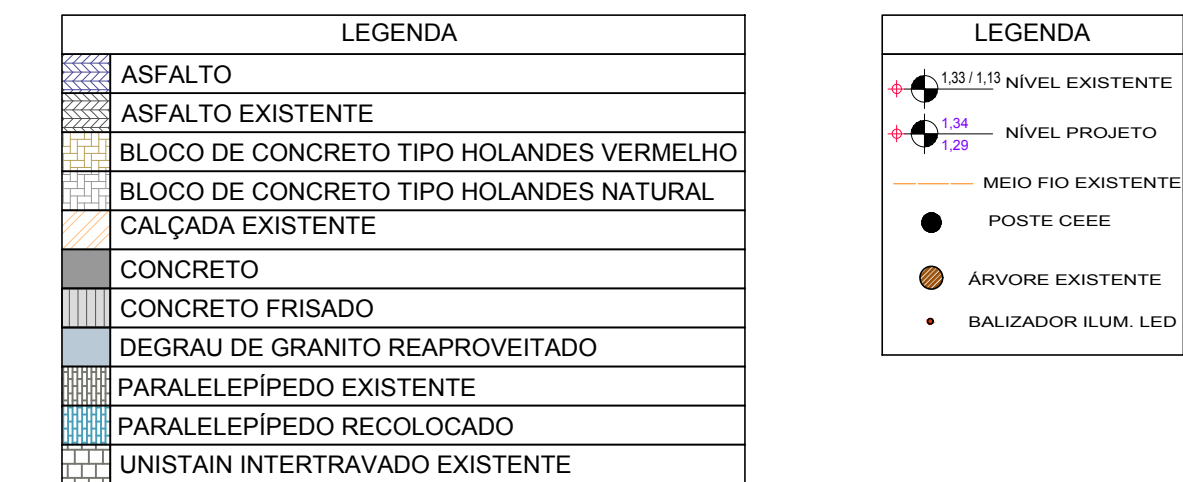 LEGENDA
ASFALTO
ASFALTO EXISTENTE
BLOCO DE CONCRETO TIPO HOLANDES VERMELHO
BLOCO DE CONCRETO TIPO HOLANDES NATURAL
CALÇADA EXISTENTE
CONCRETO
CONCRETO FRISADO
DEGRAU DE GRANITO REAPROVEITADO
PARALELEPÍPEDO EXISTENTE
PARALELEPÍPEDO RECOLOCADO
UNISTAIN INTERTRAVADO EXISTENTE
LEGENDA
1,33 / 1,13 NÍVEL EXISTENTE
1,34
NÍVEL PROJETO
1,29
MEIO FIO EXISTENTE
POSTE CEEE
ÁRVORE EXISTENTE
BALIZADOR ILUM. LED